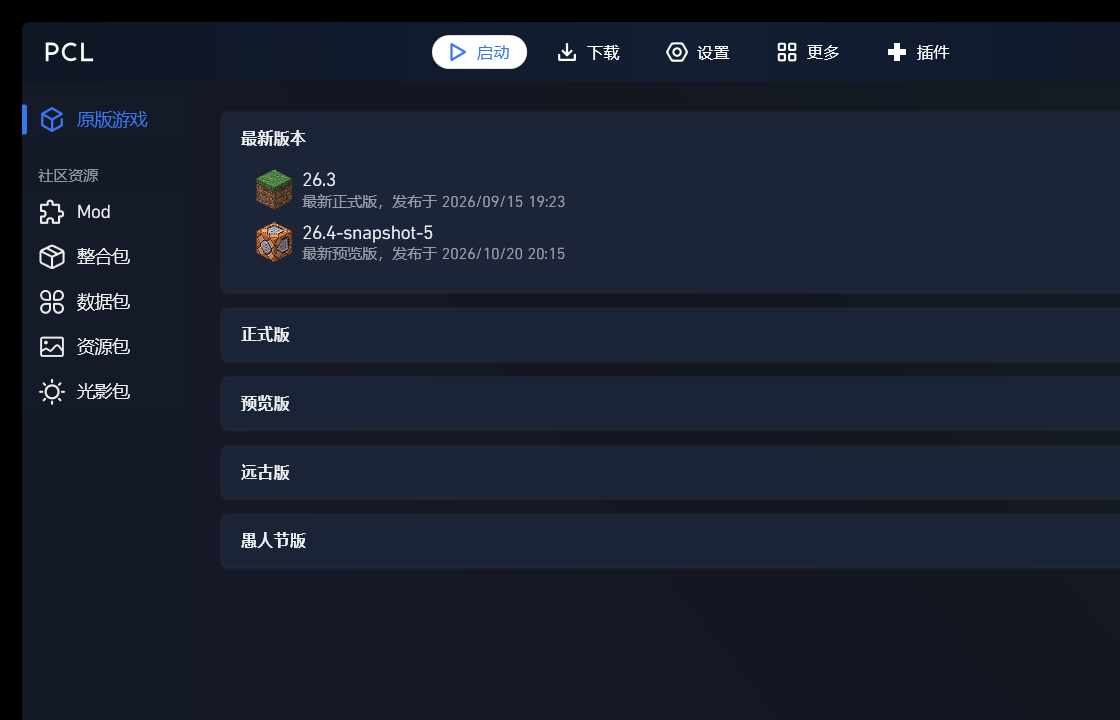 PCL
启动 下载 设置 更多 插件
原版游戏
社区资源
Mod
整合包
数据包
资源包
光影包
最新版本
26.3
最新正式版，发布于 2026/09/15 19:23
26.4-snapshot-5
最新预览版，发布于 2026/10/20 20:15
正式版
预览版
远古版
愚人节版